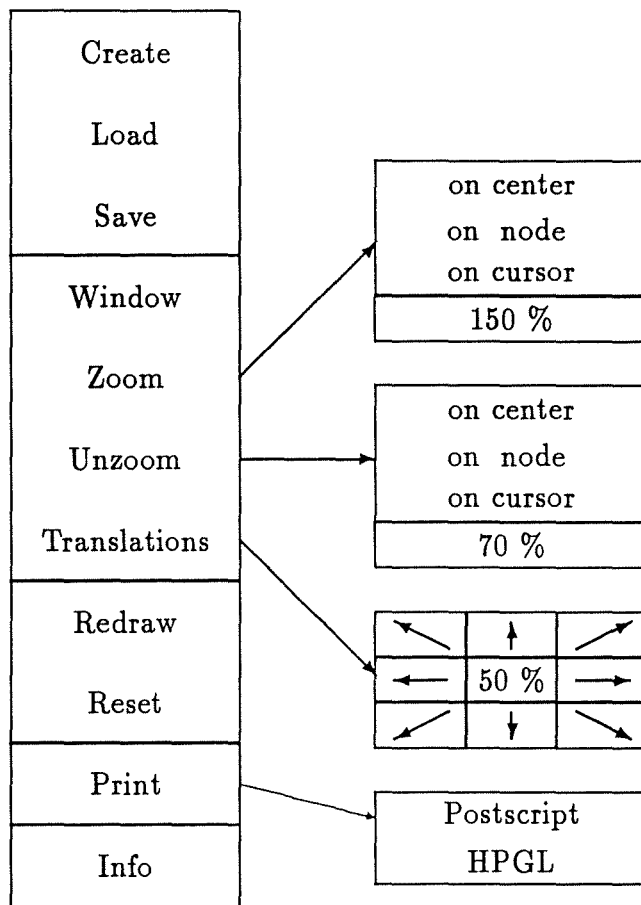 Create
Load
Save
Window
Zoom
Unzoom
Translations
Redraw
Reset
Print
Info
on center
on node
on cursor
150 %
on center
on node
on cursor
70 %
50 %
Postscript
HPGL